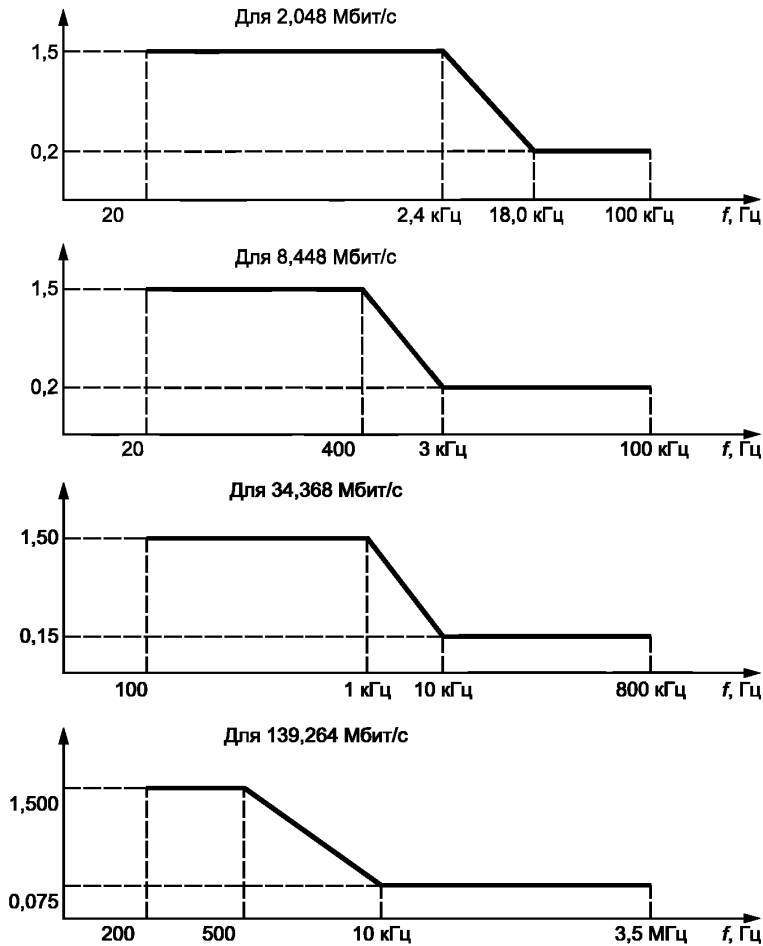 Для 2,048 Мбит/с
1,5
0,2
20 2,4 кГц 18,0 кГц 100 кГц f, Гц
Для 8,448 Мбит/с
1,5
0,2
20 400 3 кГц 100 кГц f, Гц
Для 34,368 Мбит/с
1,50
0,15
100 1 кГц 10 кГц 800 кГц f, Гц
Для 139,264 Мбит/с
1,500
0,075
200 500 10 кГц 3,5 МГц f, Гц